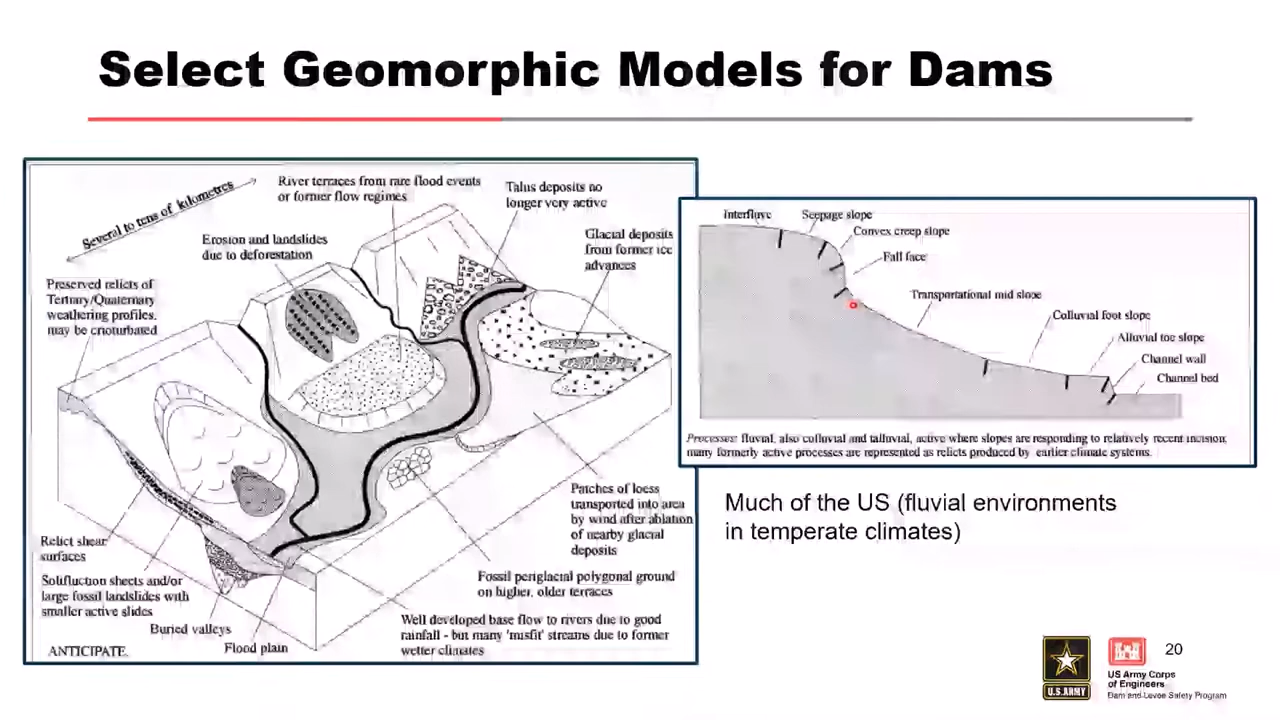 Select Geomorphic Models for Dams
Several to tens of kilometres
River terraces from rare flood events
or former flow regimes
Talus deposits no
longer very active
Erosion and landslides
due to deforestation
Glacial deposits
from former ice
advances
Preserved relicts of
Tertiary/Quaternary
weathering profiles,
may be crioturbated
Patches of loess
transported into area
by wind after ablation
of nearby glacial
deposits
Relict shear
surfaces
Solifluction sheets and/or
large fossil landslides with
smaller active slides
Fossil periglacial polygonal ground
on higher, older terraces
Buried valleys
Flood plain
Well developed base flow to rivers due to good
rainfall - but many 'misfit' streams due to former
wetter climates
ANTICIPATE.
Interfluve
Seepage slope
Convex creep slope
Fall face
Transportational mid slope
Colluvial foot slope
Alluvial toe slope
Channel wall
Channel bed
Processes: fluvial, also colluvial and talluvial, active where slopes are responding to relatively recent incision;
many formerly active processes are represented as relicts produced by earlier climate systems.
Much of the US (fluvial environments
in temperate climates)
U.S.ARMY
US Army Corps
of Engineers
Dam and Levee Safety Program
20